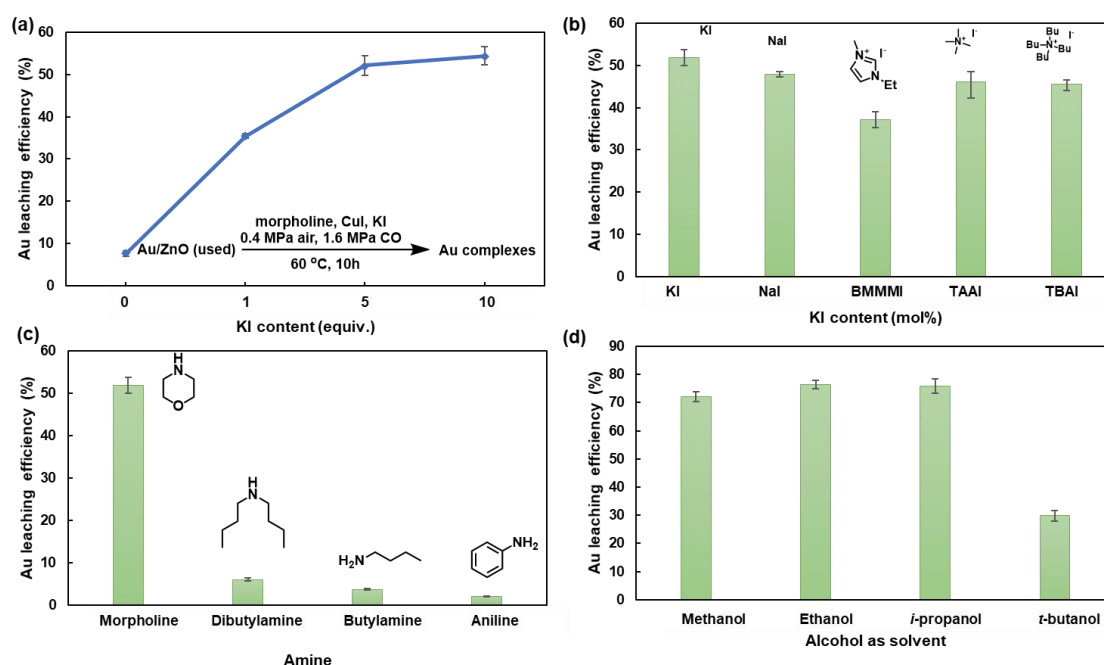 (a)
60
50
40
30
20
10
0
Au leaching efficiency (%)
morpholine, CuI, KI
Au/ZnO (used)
0.4 MPa air, 1.6 MPa CO
Au complexes
60 °C, 10h
0
1
5
10
KI content (equiv.)
(b)
60
50
40
30
20
10
0
Au leaching efficiency (%)
KI
NaI
N+
I-
N
Et
N+
I-
Bu
Bu
N+
Bu
Bu
I-
KI
NaI
BMMMI
TAAI
TBAI
KI content (mol%)
(c)
60
50
40
30
20
10
0
Au leaching efficiency (%)
H
N
O
H
N
H2N
NH2
Morpholine
Dibutylamine
Butylamine
Aniline
Amine
(d)
90
80
70
60
50
40
30
20
10
0
Au leaching efficiency (%)
Methanol
Ethanol
i-propanol
t-butanol
Alcohol as solvent